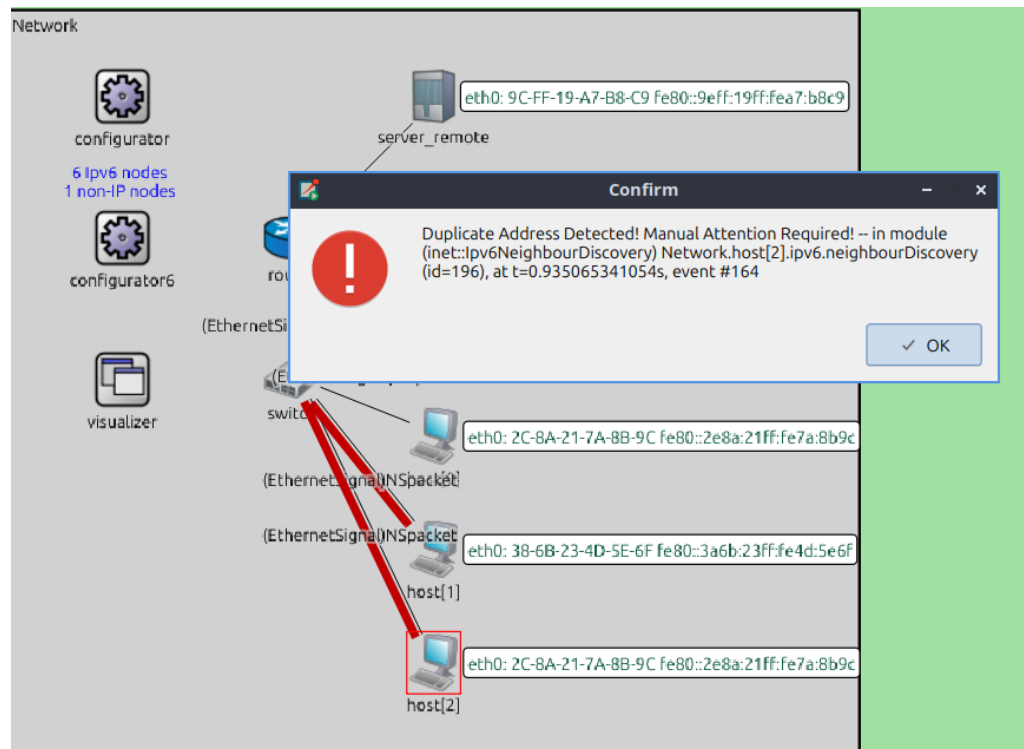 Network
eth0: 9C-FF-19-A7-B8-C9 fe80::9eff:19ff:fea7:b8c9
configurator
server_remote
6 Ipv6 nodes
1 non-IP nodes
Confirm
Duplicate Address Detected! Manual Attention Required! -- in module
(inet::Ipv6NeighbourDiscovery) Network.host[2].ipv6.neighbourDiscovery
(id=196), at t=0.935065341054s, event #164
configurator6
rou
(EthernetSi
OK
(E
visualizer
switc
eth0: 2C-8A-21-7A-8B-9C fe80::2e8a:21ff:fe7a:8b9c
(EthernetSignal)NSpacket
(EthernetSignal)NSpacket
eth0: 38-6B-23-4D-5E-6F fe80::3a6b:23ff:fe4d:5e6f
host[1]
eth0: 2C-8A-21-7A-8B-9C fe80::2e8a:21ff:fe7a:8b9c
host[2]